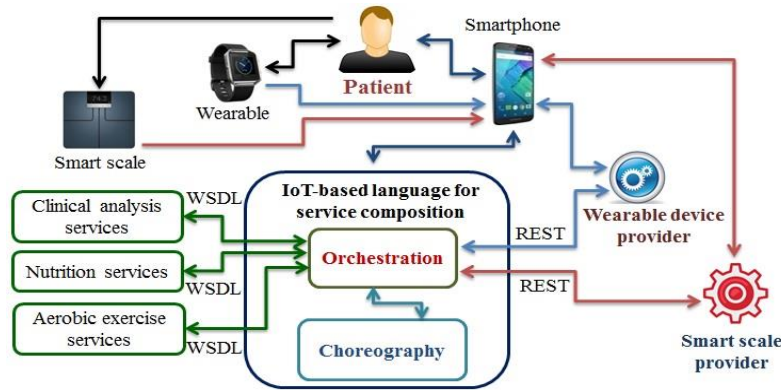 Smartphone
Patient
Wearable
Smart scale
IoT-based language for
service composition
Clinical analysis
services
WSDL
Nutrition services
WSDL
Aerobic exercise
services
WSDL
Orchestration
Choreography
REST
REST
Wearable device
provider
Smart scale
provider